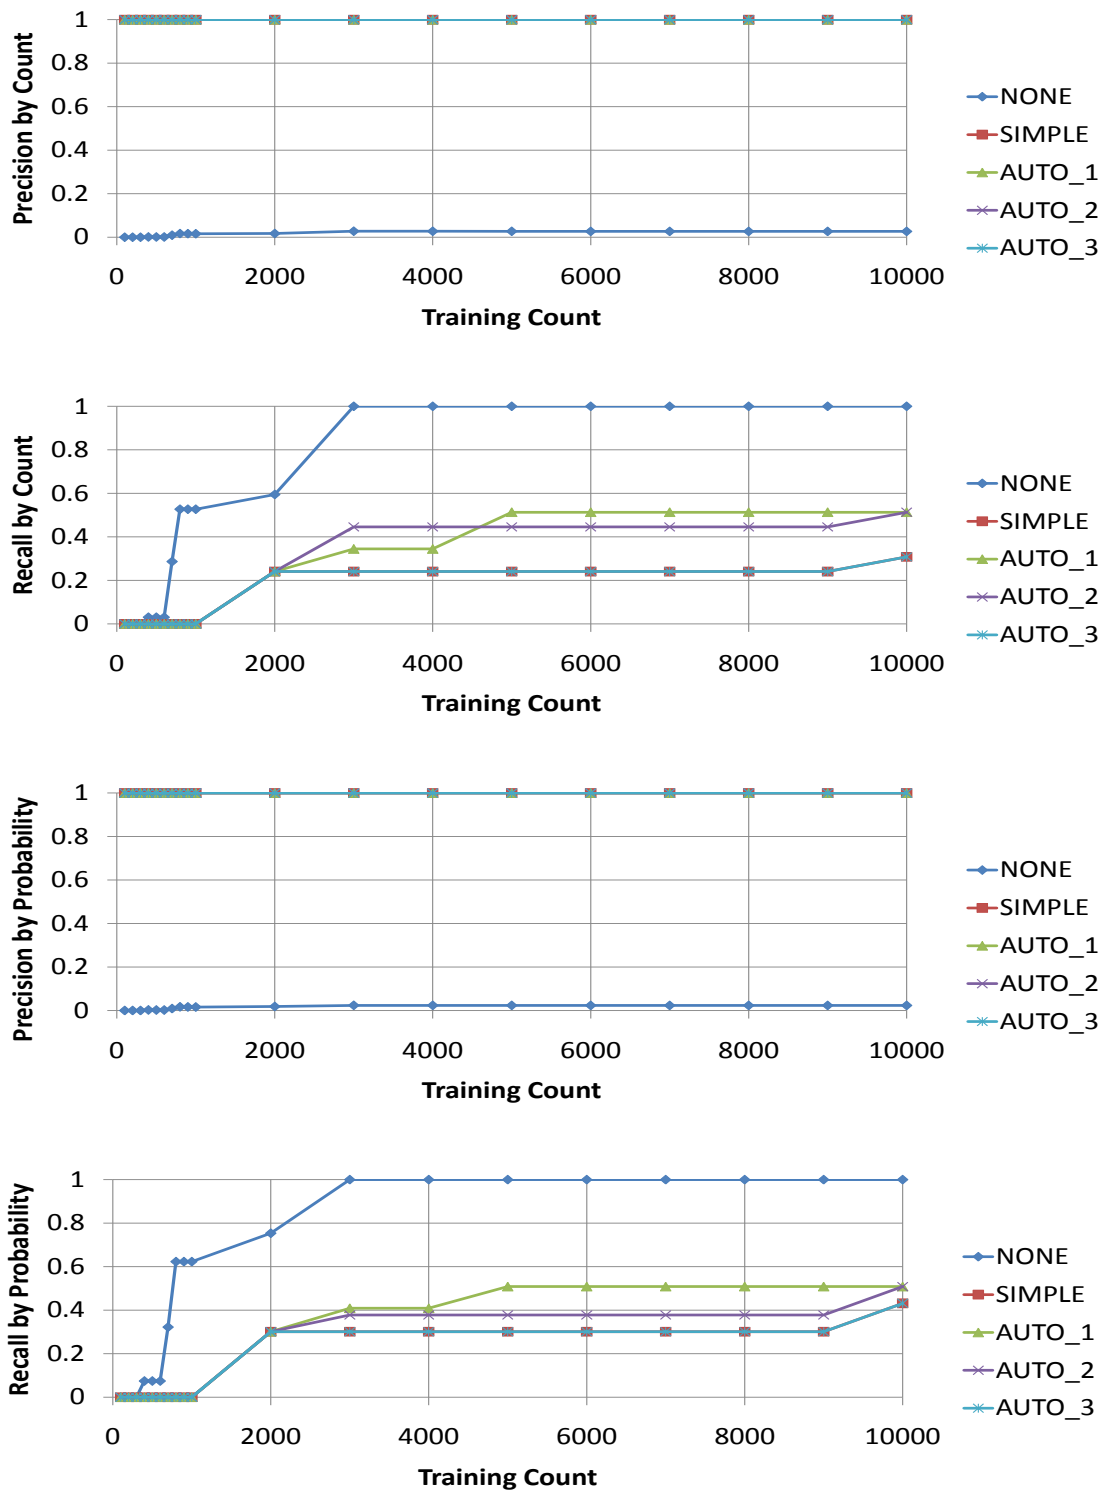 Precision by Count
1
0.8
0.6
0.4
0.2
0
0 2000 4000 6000 8000 10000
Training Count
NONE
SIMPLE
AUTO_1
AUTO_2
AUTO_3
Recall by Count
1
0.8
0.6
0.4
0.2
0
0 2000 4000 6000 8000 10000
Training Count
NONE
SIMPLE
AUTO_1
AUTO_2
AUTO_3
Precision by Probability
1
0.8
0.6
0.4
0.2
0
0 2000 4000 6000 8000 10000
Training Count
NONE
SIMPLE
AUTO_1
AUTO_2
AUTO_3
Recall by Probability
1
0.8
0.6
0.4
0.2
0
0 2000 4000 6000 8000 10000
Training Count
NONE
SIMPLE
AUTO_1
AUTO_2
AUTO_3